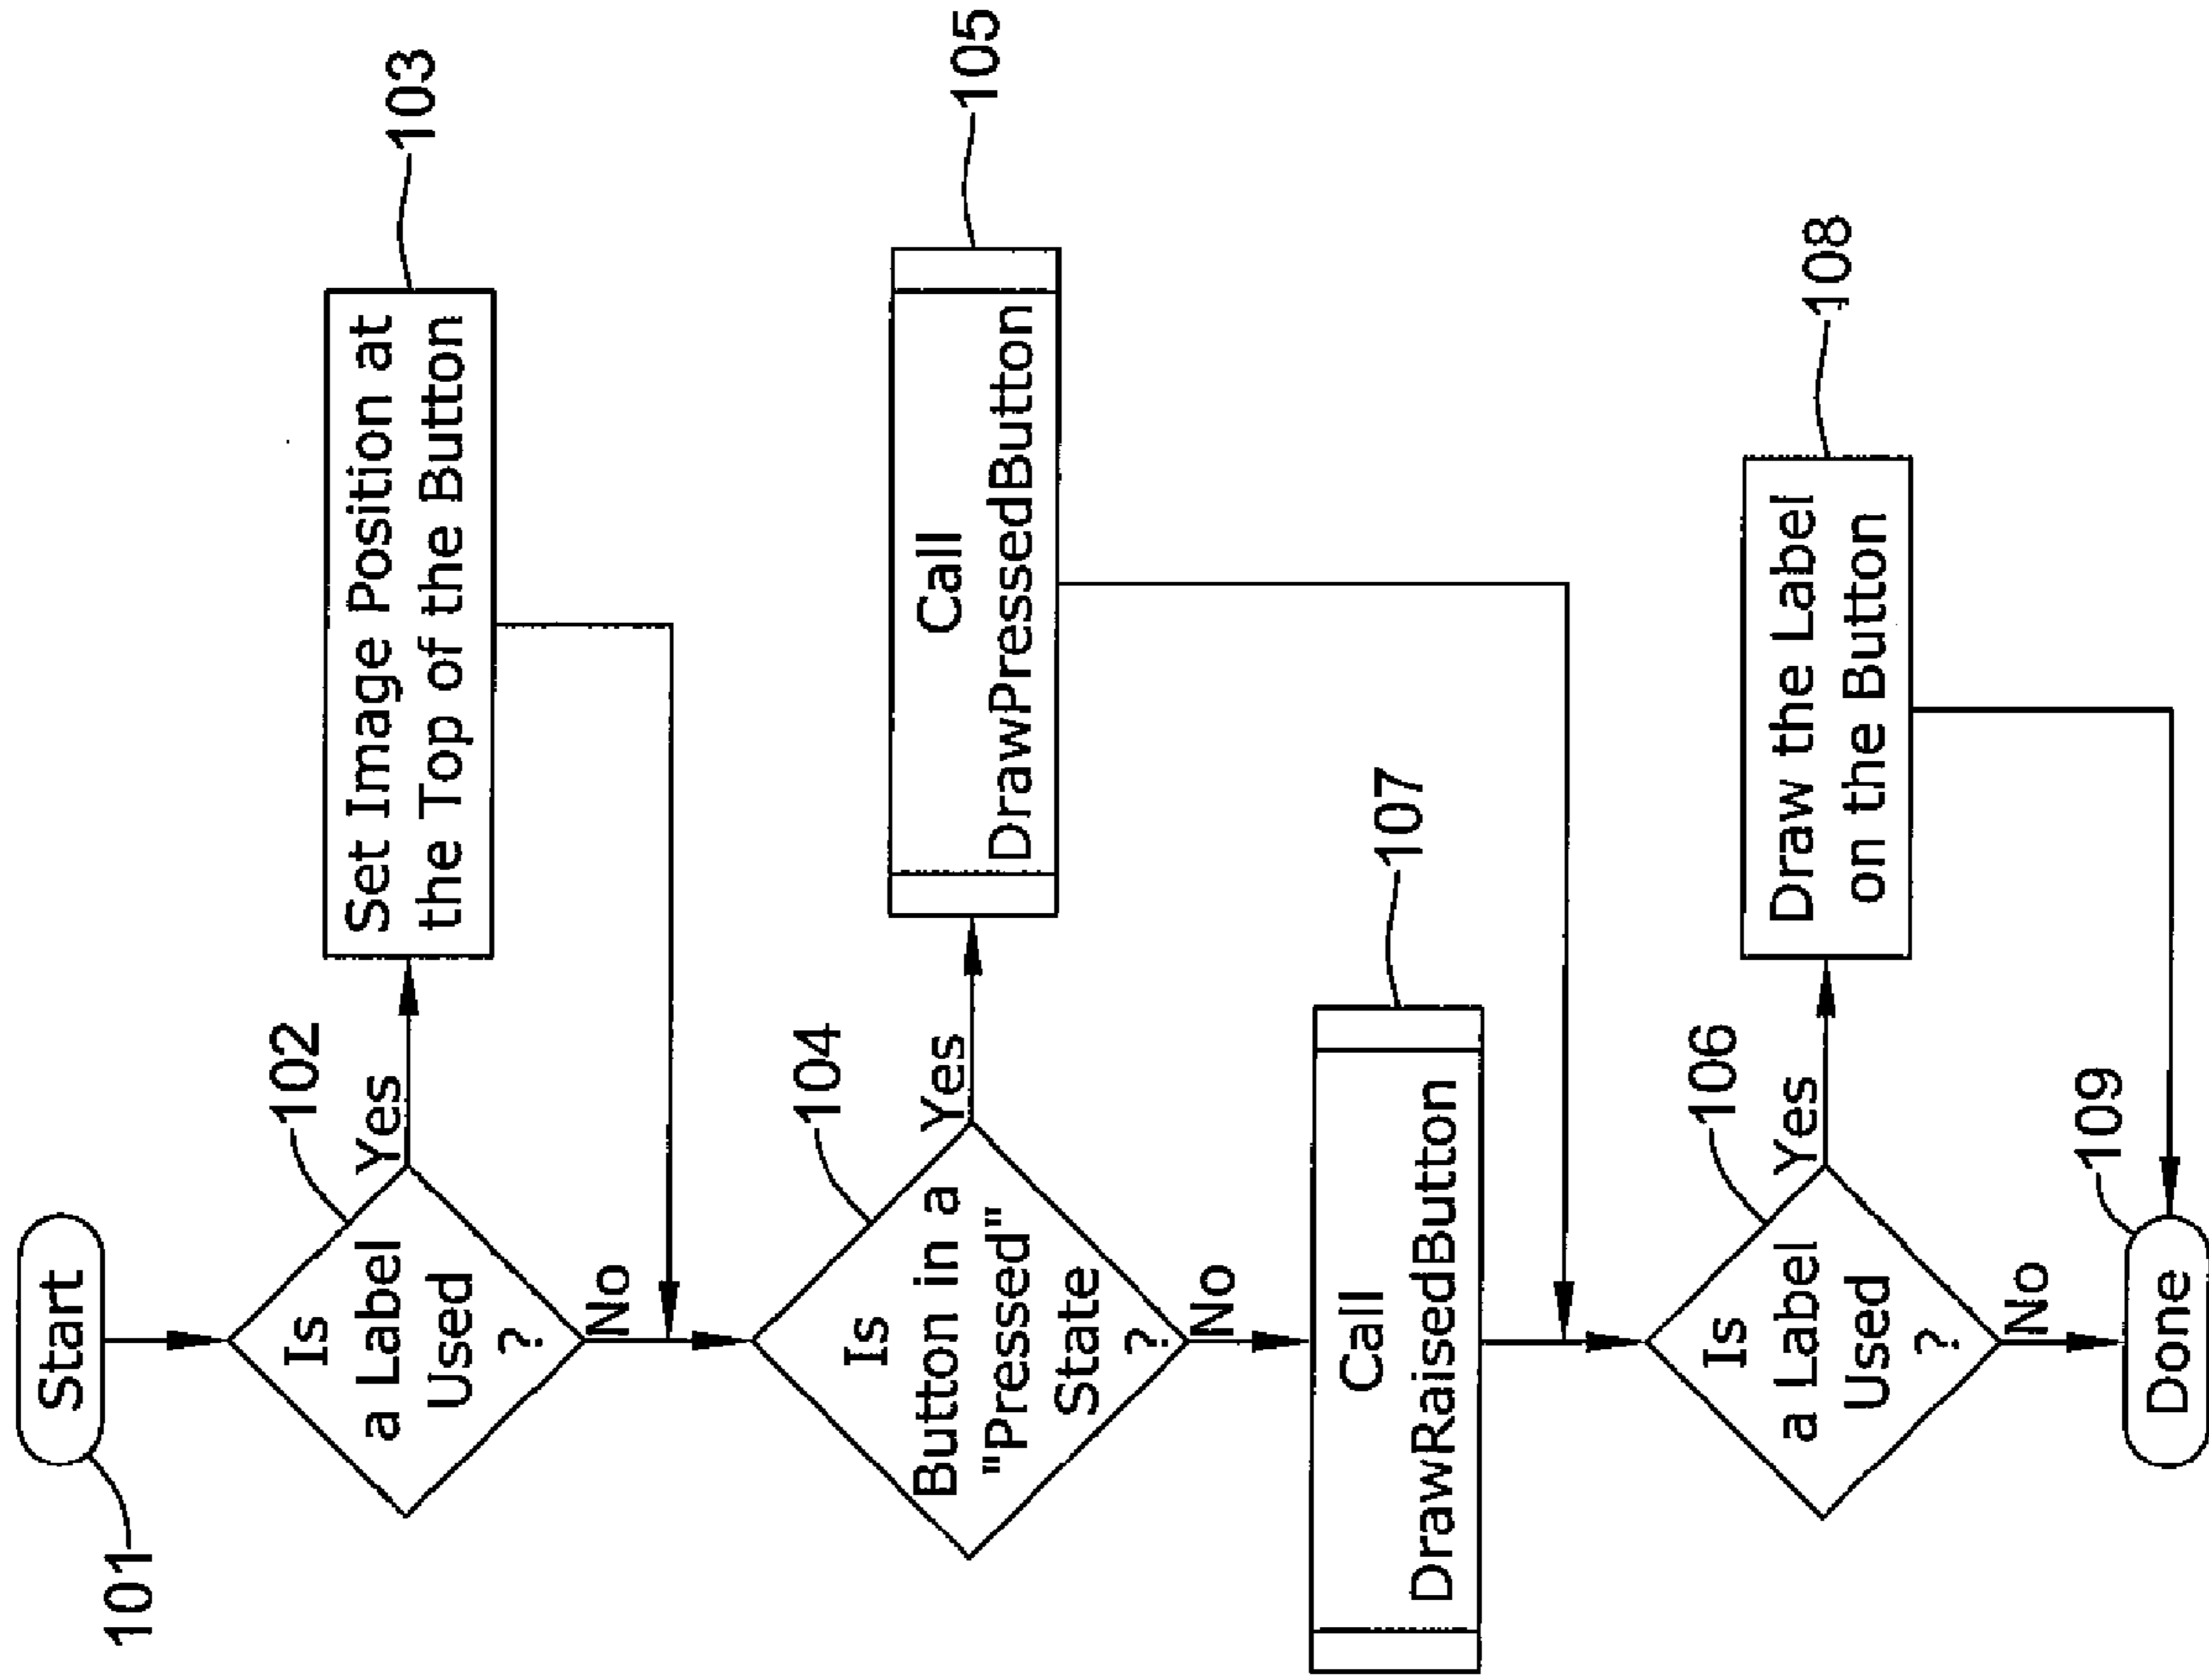 Start
101
Is
a Label
Used
?
102
Yes
No
Set Image Position at
the Top of the Button
103
Is
Button in a
"Pressed"
State
?
104
Yes
No
Call
DrawPressedButton
105
Call
DrawRaisedButton
107
Is
a Label
Used
?
106
Yes
No
Draw the Label
on the Button
108
Done
109